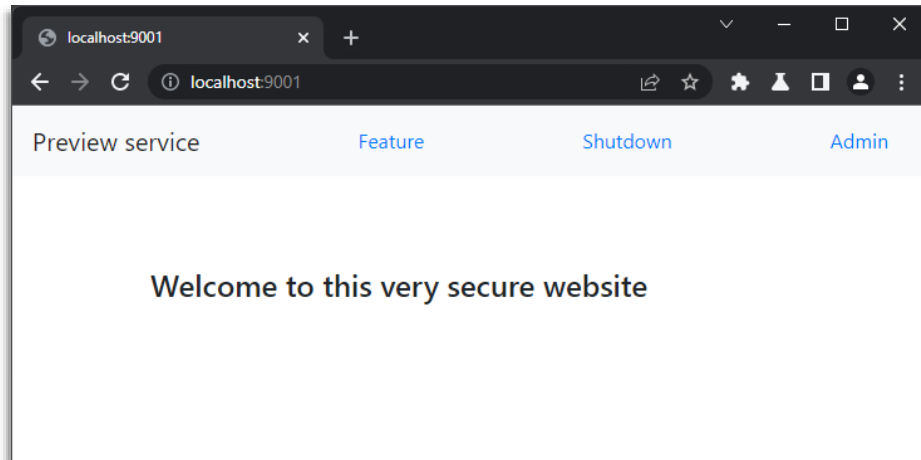 localhost:9001
localhost:9001
Preview service Feature Shutdown Admin
Welcome to this very secure website